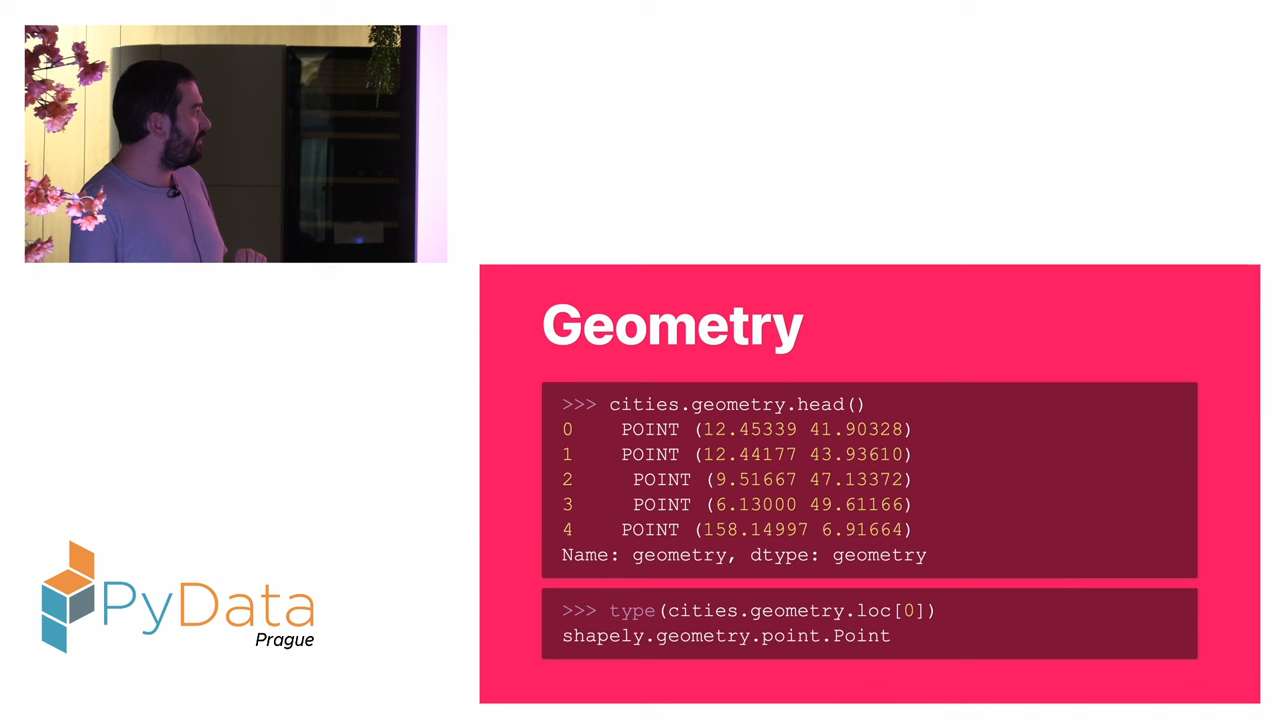 Geometry
>>> cities.geometry.head()
0 POINT (12.45339 41.90328)
1 POINT (12.44177 43.93610)
2 POINT (9.51667 47.13372)
3 POINT (6.13000 49.61166)
4 POINT (158.14997 6.91664)
Name: geometry, dtype: geometry
>>> type(cities.geometry.loc[0])
shapely.geometry.point.Point
PyData
Prague